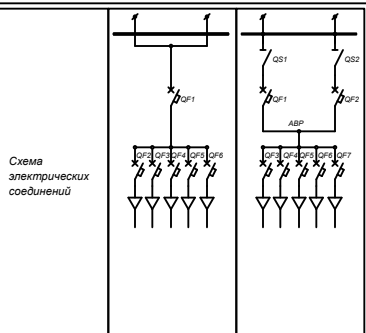 QS1 QS2
QF1 QF1 QF2
АВР
QF2 QF3 QF4 QF5 QF6 QF3 QF4 QF5 QF6 QF7
Схема
электрических
соединений